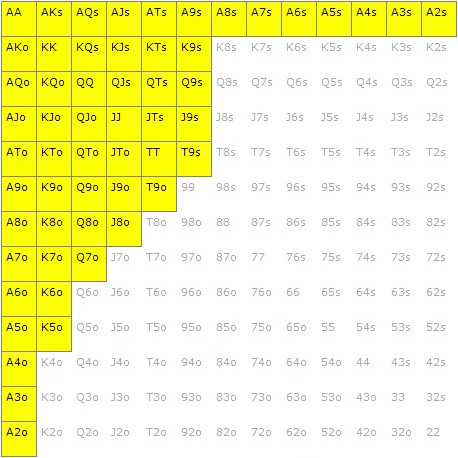 AA AKs AQs AJs ATs A9s A8s A7s A6s A5s A4s A3s A2s
AKo KK KQs KJs KTs K9s K8s K7s K6s K5s K4s K3s K2s
AQo KQo QQ QJs QTs Q9s Q8s Q7s Q6s Q5s Q4s Q3s Q2s
AJo KJo QJo JJ JTs J9s J8s J7s J6s J5s J4s J3s J2s
ATo KTo QTo JTo TT T9s T8s T7s T6s T5s T4s T3s T2s
A9o K9o Q9o J9o T9o 99 98s 97s 96s 95s 94s 93s 92s
A8o K8o Q8o J8o T8o 98o 88 87s 86s 85s 84s 83s 82s
A7o K7o Q7o J7o T7o 97o 87o 77 76s 75s 74s 73s 72s
A6o K6o Q6o J6o T6o 96o 86o 76o 66 65s 64s 63s 62s
A5o K5o Q5o J5o T5o 95o 85o 75o 65o 55 54s 53s 52s
A4o K4o Q4o J4o T4o 94o 84o 74o 64o 54o 44 43s 42s
A3o K3o Q3o J3o T3o 93o 83o 73o 63o 53o 43o 33 32s
A2o K2o Q2o J2o T2o 92o 82o 72o 62o 52o 42o 32o 22